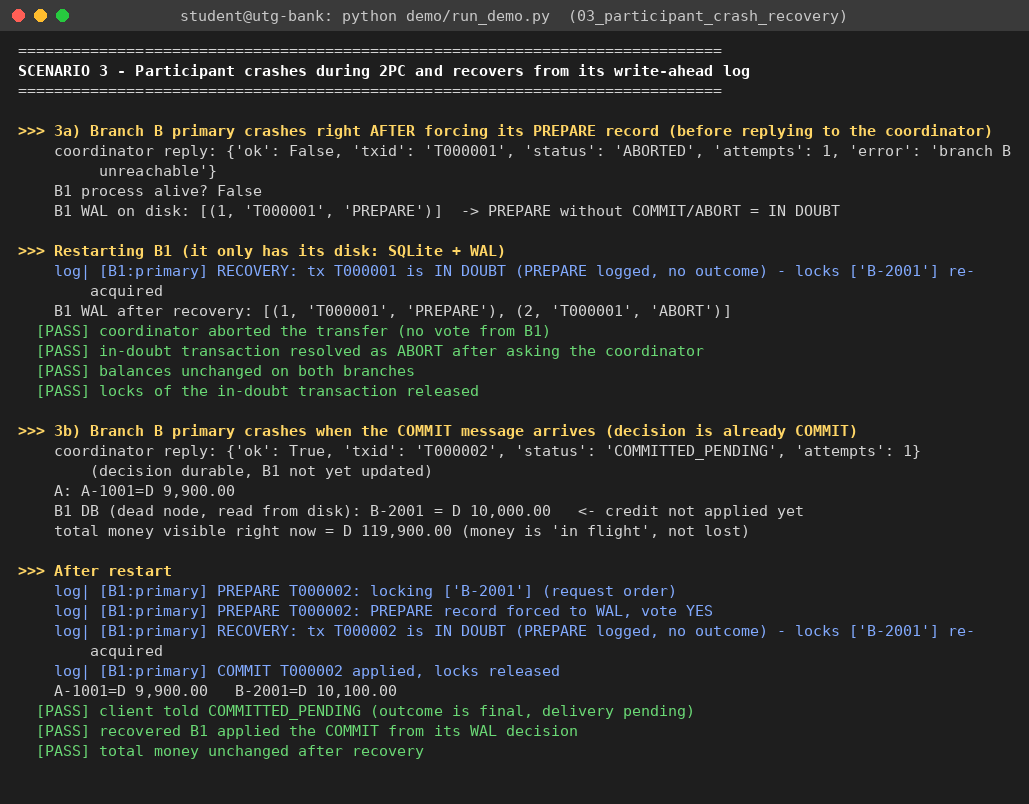 student@utg-bank: python demo/run_demo.py  (03_participant_crash_recovery)
==============================================================================
SCENARIO 3 - Participant crashes during 2PC and recovers from its write-ahead log
==============================================================================
>>> 3a) Branch B primary crashes right AFTER forcing its PREPARE record (before replying to the coordinator)
    coordinator reply: {'ok': False, 'txid': 'T000001', 'status': 'ABORTED', 'attempts': 1, 'error': 'branch B
         unreachable'}
    B1 process alive? False
    B1 WAL on disk: [(1, 'T000001', 'PREPARE')]  -> PREPARE without COMMIT/ABORT = IN DOUBT
>>> Restarting B1 (it only has its disk: SQLite + WAL)
    log| [B1:primary] RECOVERY: tx T000001 is IN DOUBT (PREPARE logged, no outcome) - locks ['B-2001'] re-
        acquired
    B1 WAL after recovery: [(1, 'T000001', 'PREPARE'), (2, 'T000001', 'ABORT')]
  [PASS] coordinator aborted the transfer (no vote from B1)
  [PASS] in-doubt transaction resolved as ABORT after asking the coordinator
  [PASS] balances unchanged on both branches
  [PASS] locks of the in-doubt transaction released
>>> 3b) Branch B primary crashes when the COMMIT message arrives (decision is already COMMIT)
    coordinator reply: {'ok': True, 'txid': 'T000002', 'status': 'COMMITTED_PENDING', 'attempts': 1}
        (decision durable, B1 not yet updated)
    A: A-1001=D 9,900.00
    B1 DB (dead node, read from disk): B-2001 = D 10,000.00   <- credit not applied yet
    total money visible right now = D 119,900.00 (money is 'in flight', not lost)
>>> After restart
    log| [B1:primary] PREPARE T000002: locking ['B-2001'] (request order)
    log| [B1:primary] PREPARE T000002: PREPARE record forced to WAL, vote YES
    log| [B1:primary] RECOVERY: tx T000002 is IN DOUBT (PREPARE logged, no outcome) - locks ['B-2001'] re-
        acquired
    log| [B1:primary] COMMIT T000002 applied, locks released
    A-1001=D 9,900.00   B-2001=D 10,100.00
  [PASS] client told COMMITTED_PENDING (outcome is final, delivery pending)
  [PASS] recovered B1 applied the COMMIT from its WAL decision
  [PASS] total money unchanged after recovery